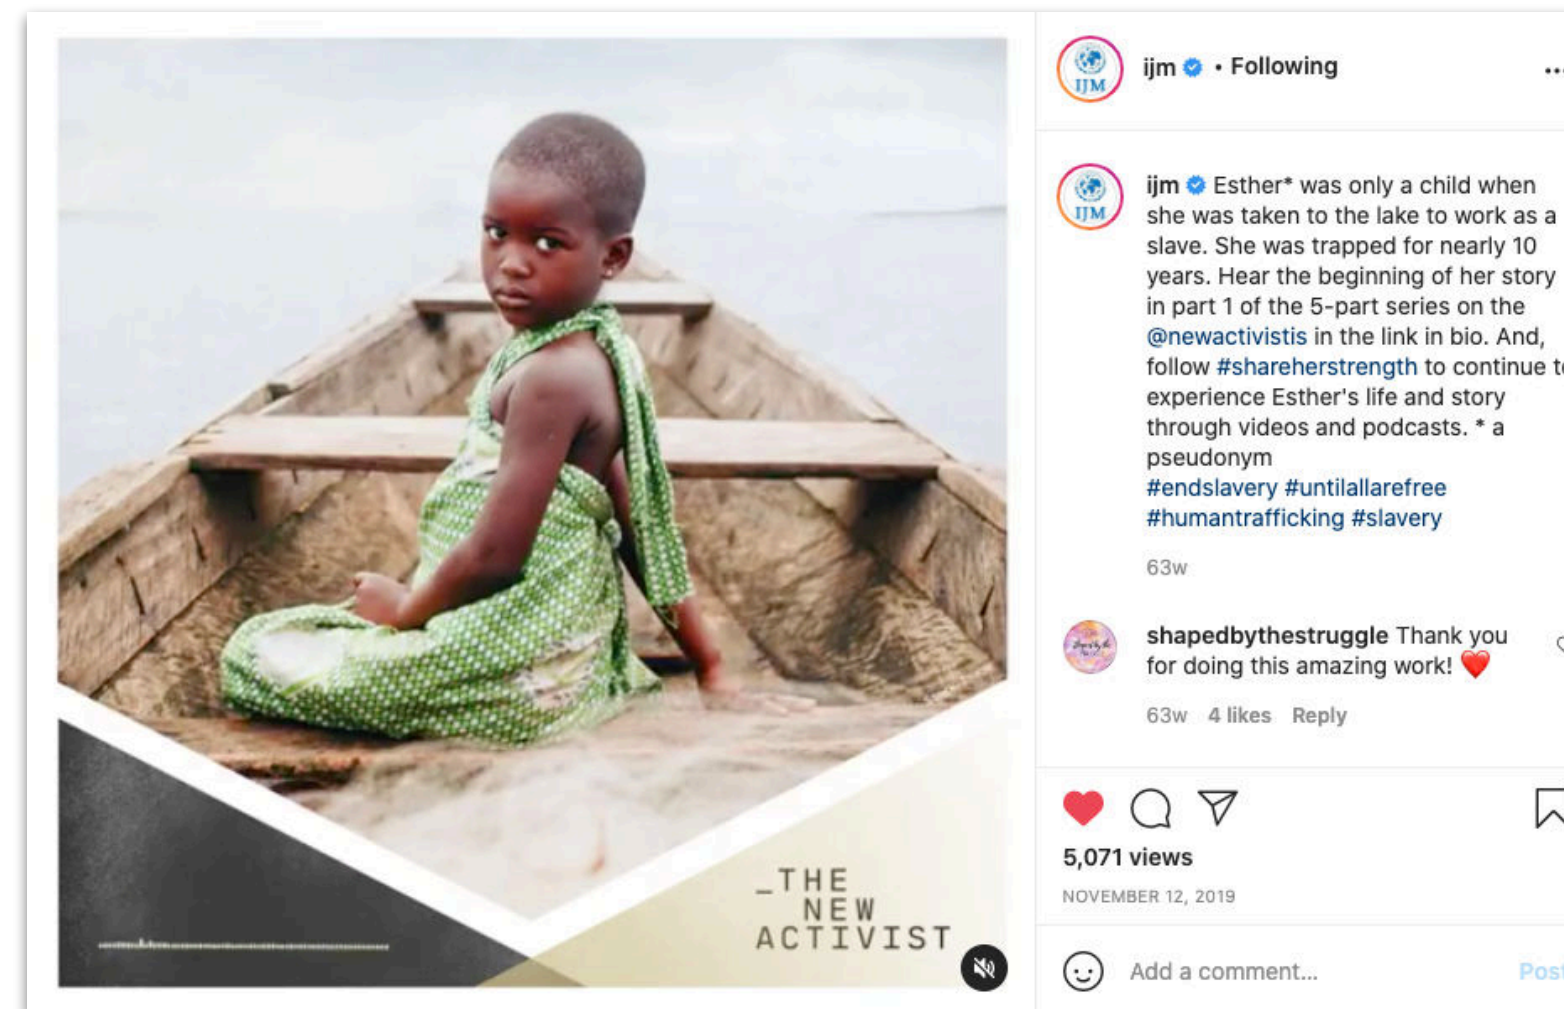 IJM
ijm • Following
IJM
ijm Esther* was only a child when
she was taken to the lake to work as a
slave. She was trapped for nearly 10
years. Hear the beginning of her story
in part 1 of the 5-part series on the
@newactivistis in the link in bio. And,
follow #shareherstrength to continue to
experience Esther's life and story
through videos and podcasts. * a
pseudonym
#endslavery #untilallarefree
#humantrafficking #slavery
63w
shapedbythestruggle Thank you
for doing this amazing work! ❤️
63w 4 likes Reply
5,071 views
NOVEMBER 12, 2019
Add a comment... Post
_THE
NEW
ACTIVIST